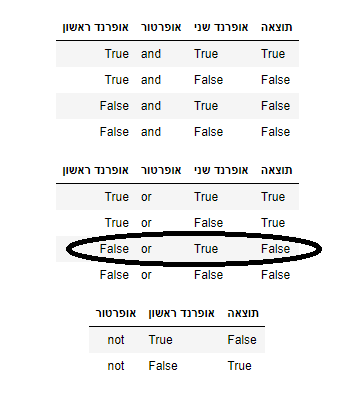 אופרנד ראשון אופרטור אופרנד שני תוצאה
True and True True
True and False False
False and True False
False and False False
אופרנד ראשון אופרטור אופרנד שני תוצאה
True or True True
True or False True
False or True False
False or False False
אופרטור אופרנד ראשון תוצאה
not True False
not False True